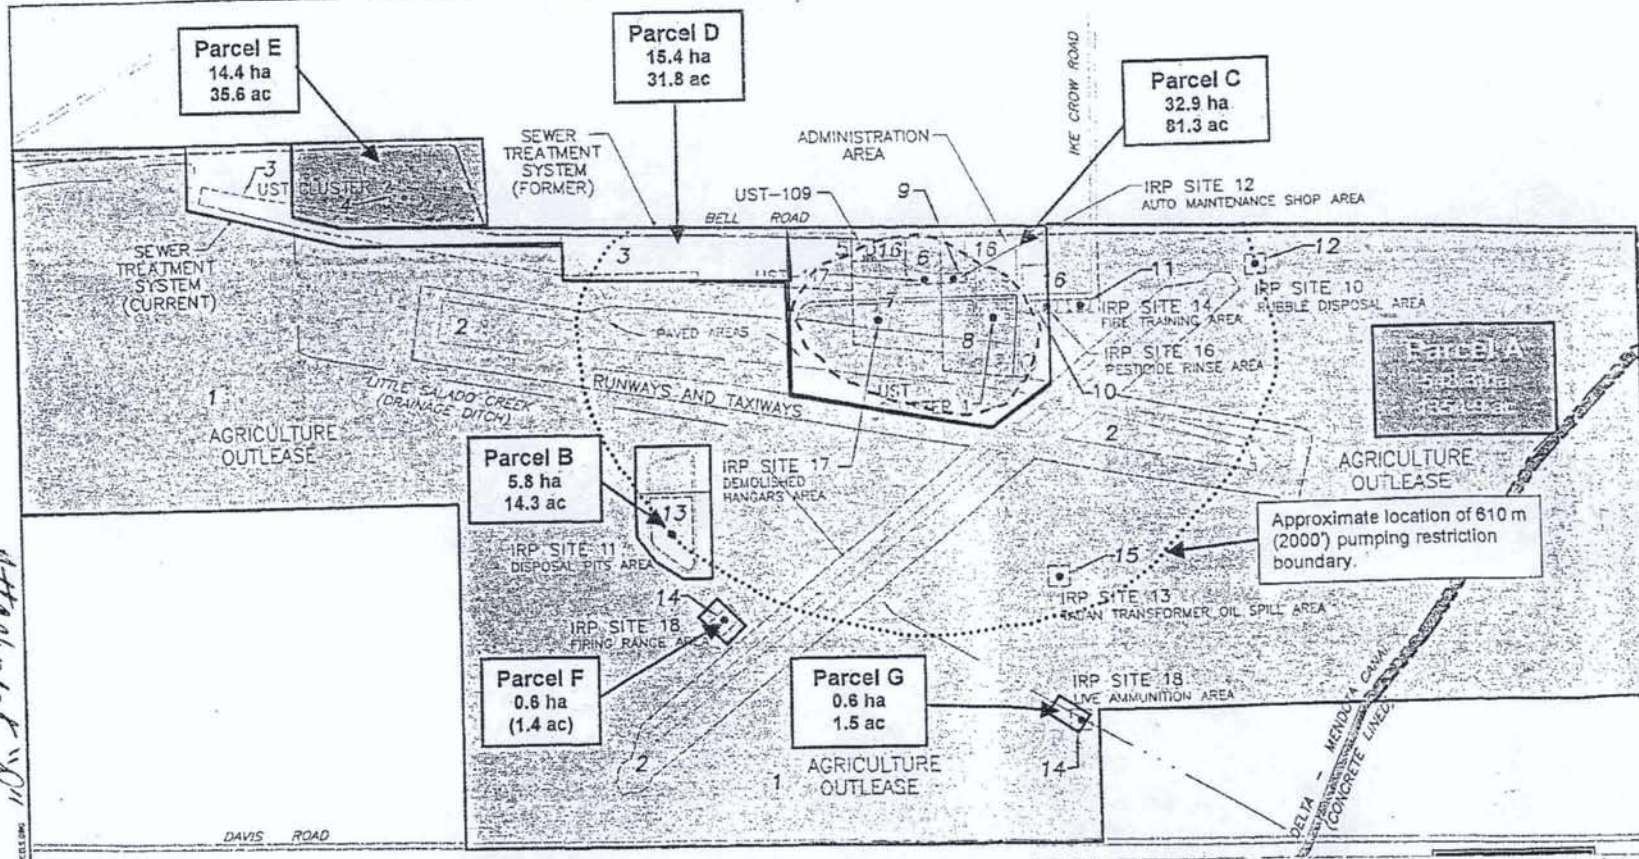 Parcel E
14.4 ha
35.6 ac
Parcel D
15.4 ha
31.8 ac
Parcel C
32.9 ha
81.3 ac
IKE CROW ROAD
SEWER
TREATMENT
SYSTEM
(FORMER)
ADMINISTRATION
AREA
UST-109
9
IRP SITE 12
AUTO MAINTENANCE SHOP AREA
BELL ROAD
3
UST CLUSTER 2
4
SEWER
TREATMENT
SYSTEM
(CURRENT)
3
5
16
6
16
6
11
12
IRP SITE 10
RUBBLE DISPOSAL AREA
IRP SITE 14
FIRE TRAINING AREA
IRP SITE 16
PESTICIDE RINSE AREA
10
7
8
UST
1
2
PAVED AREAS
RUNWAYS AND TAXIWAYS
LITTLE SALADO CREEK
(DRAINAGE DITCH)
1
AGRICULTURE
OUTLEASE
Parcel A
2
AGRICULTURE
OUTLEASE
Parcel B
5.8 ha
14.3 ac
13
IRP SITE 11
DISPOSAL PITS AREA
IRP SITE 17
DEMOLISHED
HANGARS AREA
Approximate location of 610 m
(2000') pumping restriction
boundary.
15
IRP SITE 13
TRANSFORMER OIL SPILL AREA
14
IRP SITE 18
FIRING RANGE
Parcel F
0.6 ha
(1.4 ac)
Parcel G
0.6 ha
1.5 ac
IRP SITE 18
LIVE AMMUNITION AREA
14
2
1
AGRICULTURE
OUTLEASE
DELTA - MENDOTA CANAL
(CONCRETE LINED)
DAVIS ROAD